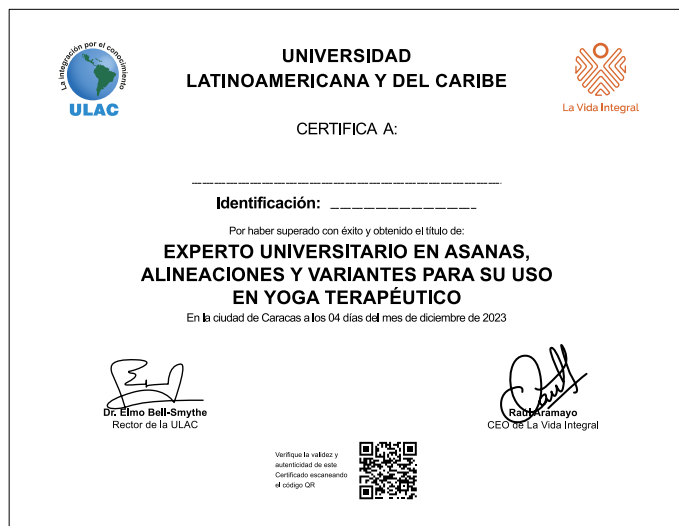 La integración por el conocimiento
ULAC
UNIVERSIDAD
LATINOAMERICANA Y DEL CARIBE
La Vida Integral
CERTIFICA A:
Identificación:
Por haber superado con éxito y obtenido el título de:
EXPERTO UNIVERSITARIO EN ASANAS,
ALINEACIONES Y VARIANTES PARA SU USO
EN YOGA TERAPÉUTICO
En la ciudad de Caracas a los 04 días del mes de diciembre de 2023
Dr. Elmo Bell-Smythe
Rector de la ULAC
Raúl Aramayo
CEO de La Vida Integral
Verifique la validez y
autenticidad de este
Certificado escaneando
el código QR